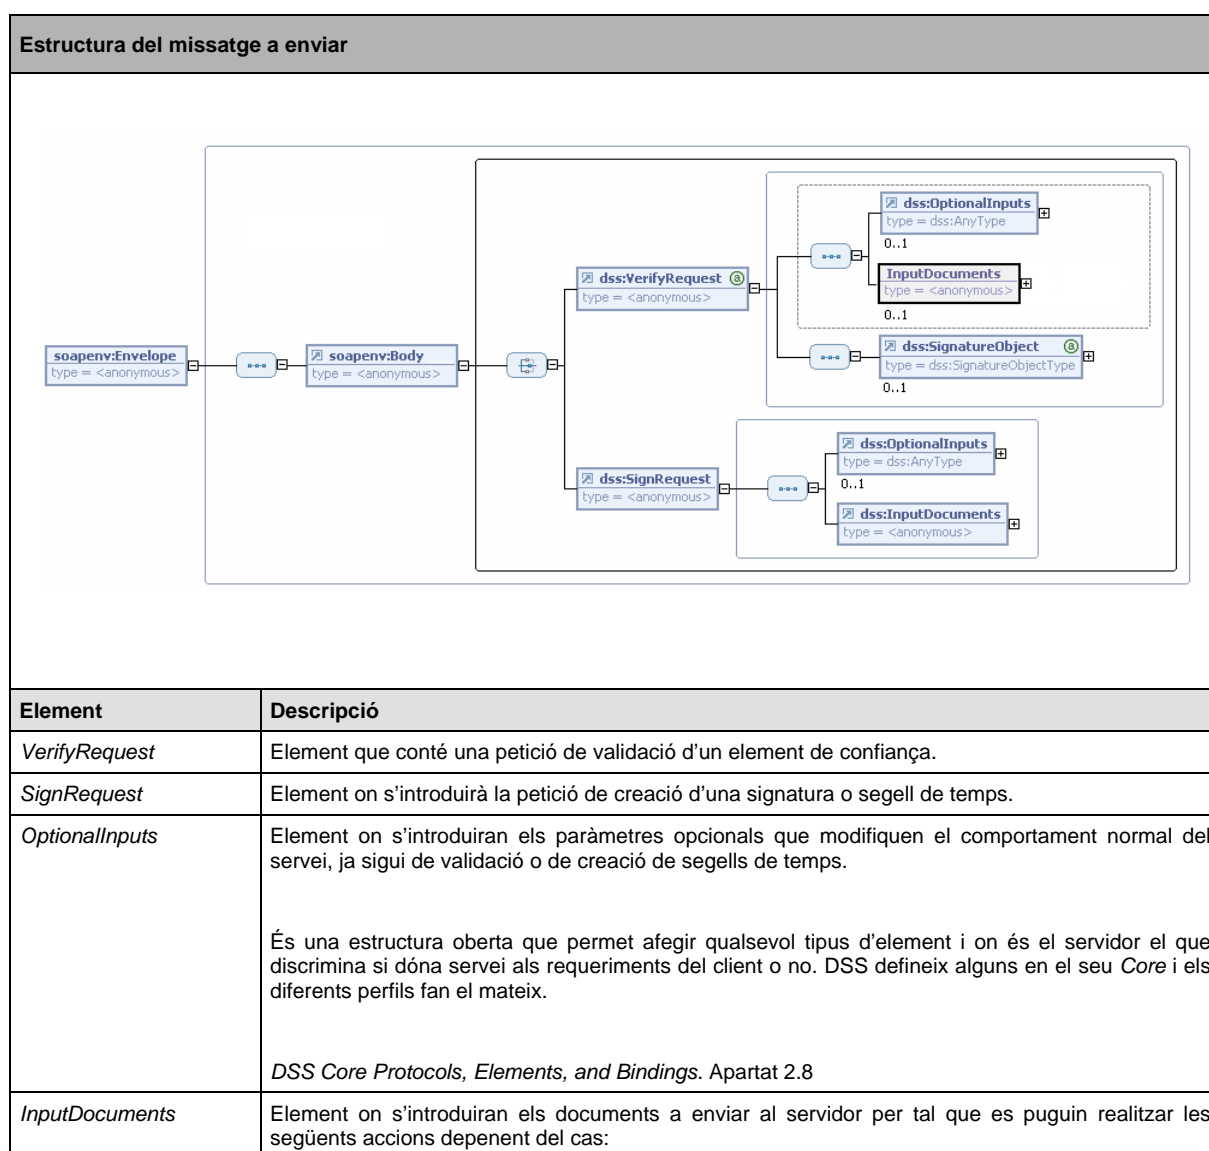 Estructura del missatge a enviar
dss:OptionalInputs
type = dss:AnyType
0..1
InputDocuments
type = <anonymous>
0..1
dss:VerifyRequest a
type = <anonymous>
soapenv:Envelope
type = <anonymous>
soapenv:Body
type = <anonymous>
dss:SignatureObject a
type = dss:SignatureObjectType
0..1
dss:OptionalInputs
type = dss:AnyType
0..1
dss:SignRequest
type = <anonymous>
dss:InputDocuments
type = <anonymous>
Element Descripció
VerifyRequest Element que conté una petició de validació d’un element de confiança.
SignRequest Element on s’introduirà la petició de creació d’una signatura o segell de temps.
OptionalInputs Element on s’introduiran els paràmetres opcionals que modifiquen el comportament normal del
servei, ja sigui de validació o de creació de segells de temps.
És una estructura oberta que permet afegir qualsevol tipus d’element i on és el servidor el que
discrimina si dóna servei als requeriments del client o no. DSS defineix alguns en el seu Core i els
diferents perfils fan el mateix.
DSS Core Protocols, Elements, and Bindings. Apartat 2.8
InputDocuments Element on s’introduiran els documents a enviar al servidor per tal que es puguin realitzar les
següents accions depenent del cas: